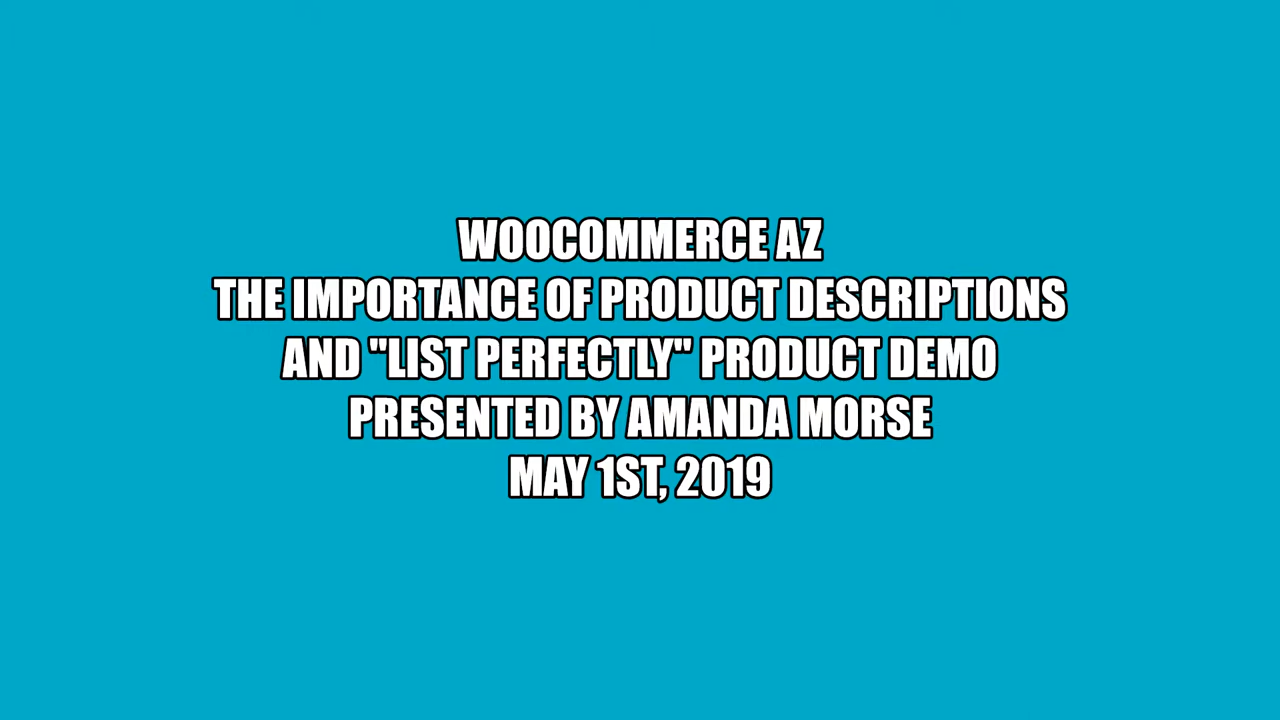 WOOCOMMERCE AZ
THE IMPORTANCE OF PRODUCT DESCRIPTIONS
AND "LIST PERFECTLY" PRODUCT DEMO
PRESENTED BY AMANDA MORSE
MAY 1ST, 2019